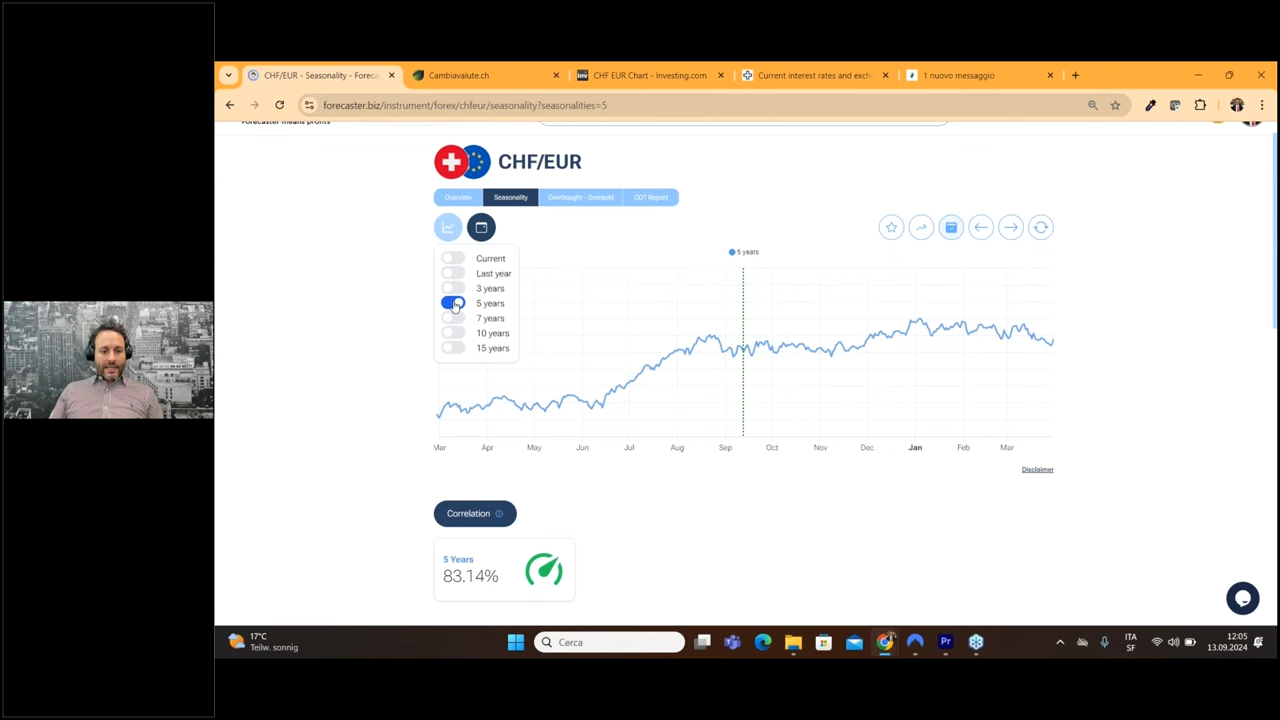 CHF/EUR - Seasonality - Foreca
Cambiavalute.ch
CHF EUR Chart - Investing.com
Current interest rates and exch
1 nuovo messaggio
forecaster.biz/instrument/forex/chfeur/seasonality?seasonalities=5
Forecaster means profits
CHF/EUR
Overview
Seasonality
Overbought - Oversold
COT Report
Current
Last year
3 years
5 years
7 years
10 years
15 years
5 years
Mar
Apr
May
Jun
Jul
Aug
Sep
Oct
Nov
Dec
Jan
Feb
Mar
Disclaimer
Correlation
5 Years
83.14%
17°C
Teilw. sonnig
Cerca
ITA
SF
12:05
13.09.2024